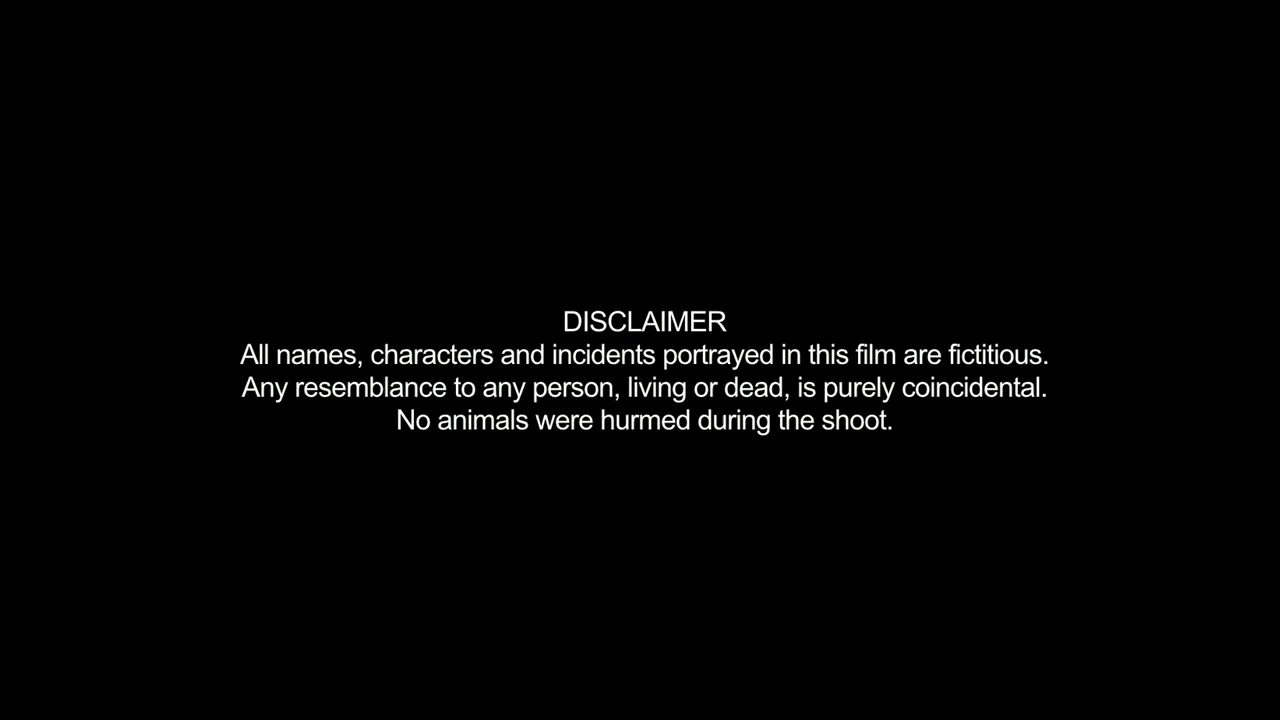 DISCLAIMER
All names, characters and incidents portrayed in this film are fictitious.
Any resemblance to any person, living or dead, is purely coincidental.
No animals were hurmed during the shoot.